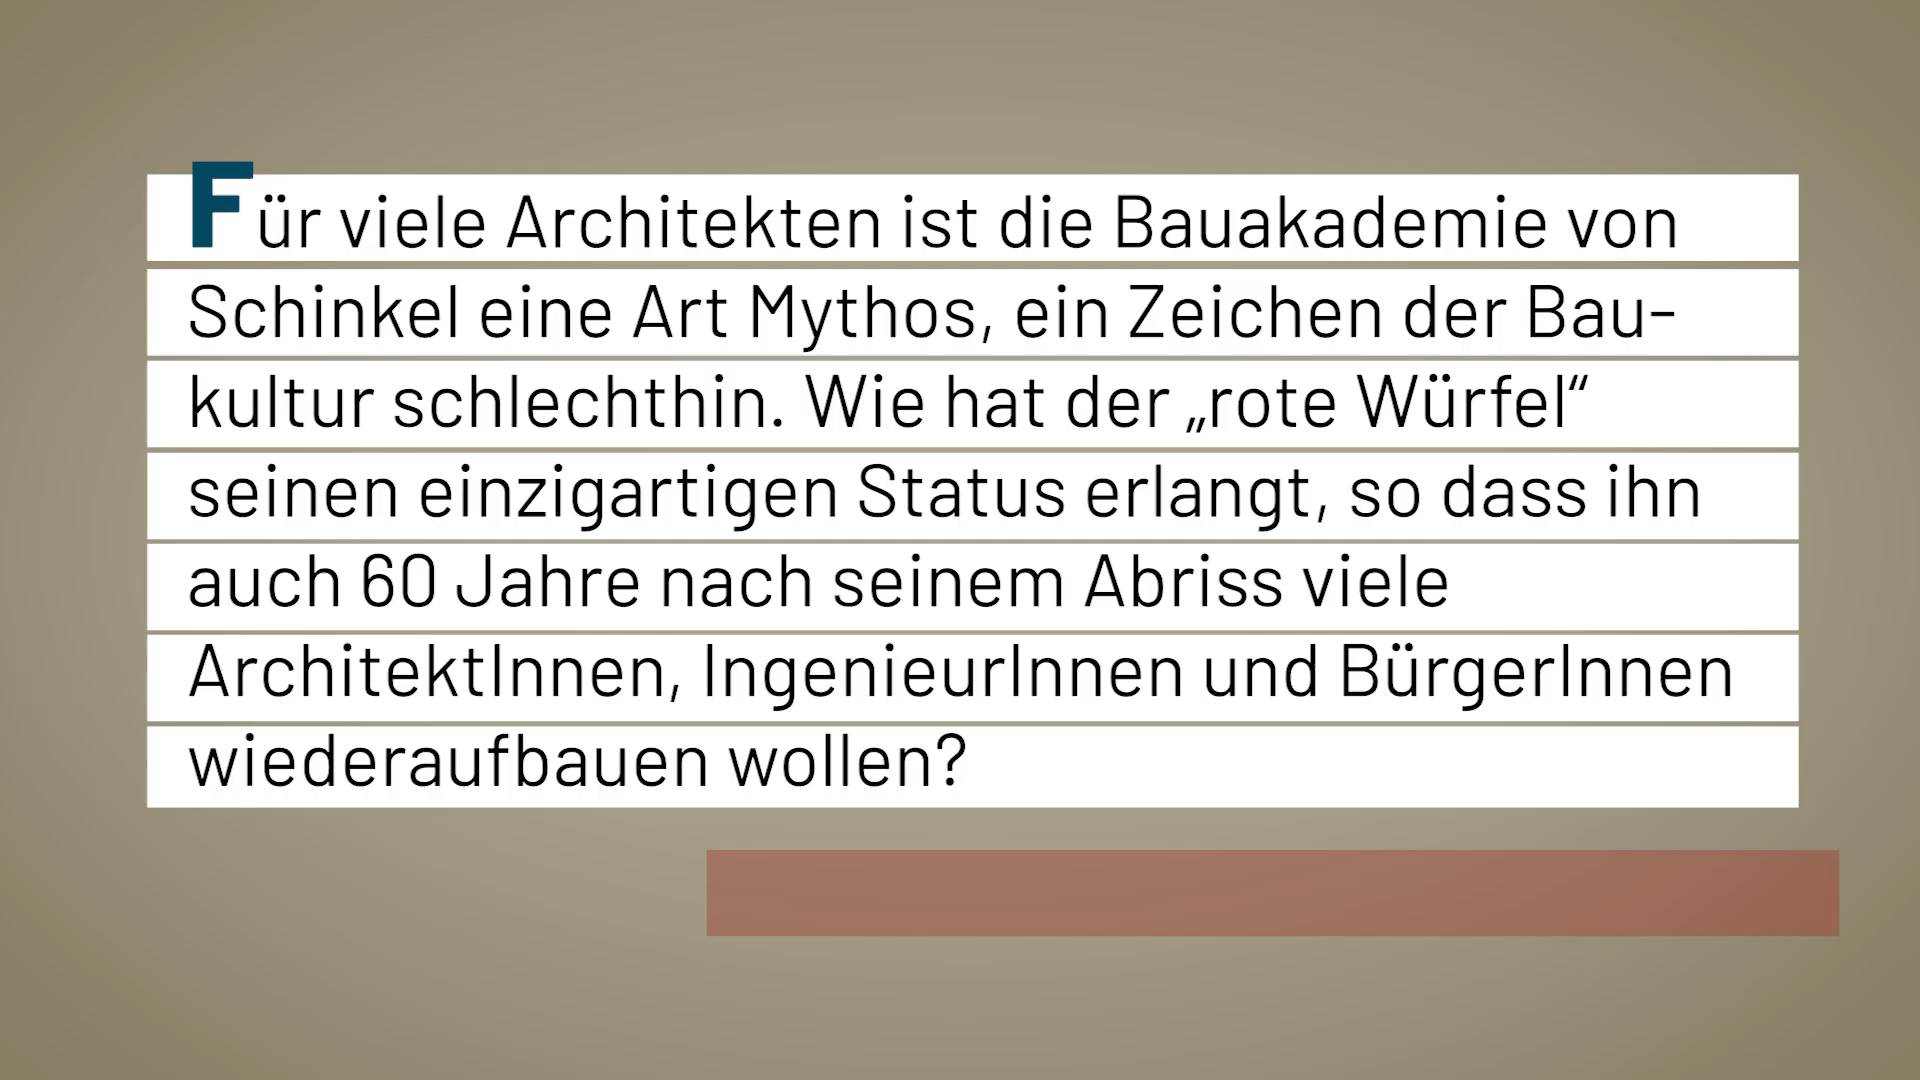 Für viele Architekten ist die Bauakademie von
Schinkel eine Art Mythos, ein Zeichen der Bau-
kultur schlechthin. Wie hat der „rote Würfel“
seinen einzigartigen Status erlangt, so dass ihn
auch 60 Jahre nach seinem Abriss viele
ArchitektInnen, IngenieurInnen und BürgerInnen
wiederaufbauen wollen?